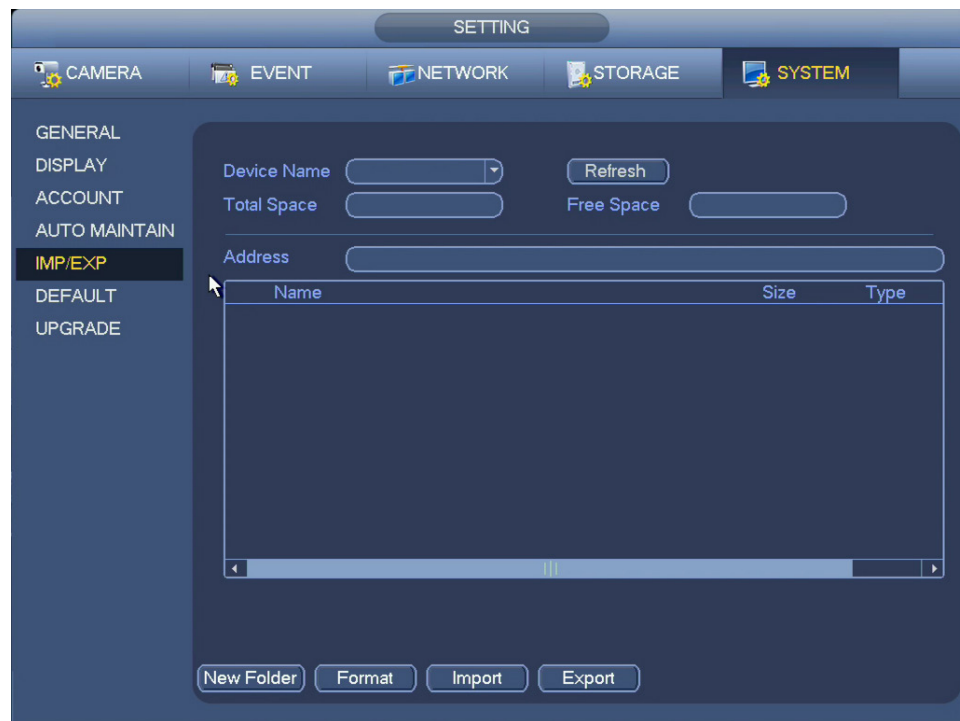 SETTING
CAMERA EVENT NETWORK STORAGE SYSTEM
GENERAL
DISPLAY
ACCOUNT
AUTO MAINTAIN
IMP/EXP
DEFAULT
UPGRADE
Device Name Refresh
Total Space Free Space
Address
Name Size Type
New Folder Format Import Export